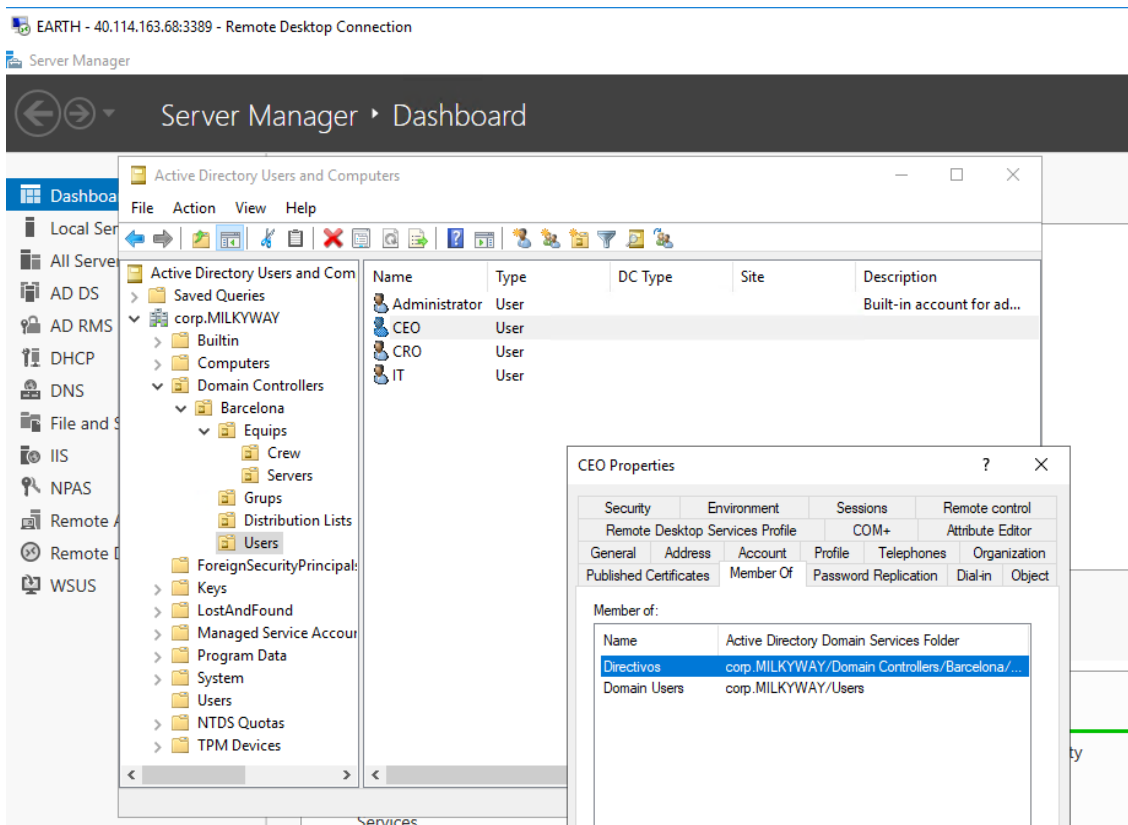 EARTH - 40.114.163.68:3389 - Remote Desktop Connection
Server Manager
Server Manager ‣ Dashboard
Dashboa
Local Ser
All Server
AD DS
AD RMS
DHCP
DNS
File and S
IIS
NPAS
Remote A
Remote D
WSUS
Active Directory Users and Computers
File Action View Help
Active Directory Users and Com
Saved Queries
corp.MILKYWAY
Builtin
Computers
Domain Controllers
Barcelona
Equips
Crew
Servers
Grups
Distribution Lists
Users
ForeignSecurityPrincipals
Keys
LostAndFound
Managed Service Accour
Program Data
System
Users
NTDS Quotas
TPM Devices
Name Type DC Type Site Description
Administrator User Built-in account for ad...
CEO User
CRO User
IT User
CEO Properties
Security Environment Sessions Remote control
Remote Desktop Services Profile COM+ Attribute Editor
General Address Account Profile Telephones Organization
Published Certificates Member Of Password Replication Dial-in Object
Member of:
Name Active Directory Domain Services Folder
Directivos corp.MILKYWAY/Domain Controllers/Barcelona/...
Domain Users corp.MILKYWAY/Users
ty
Services